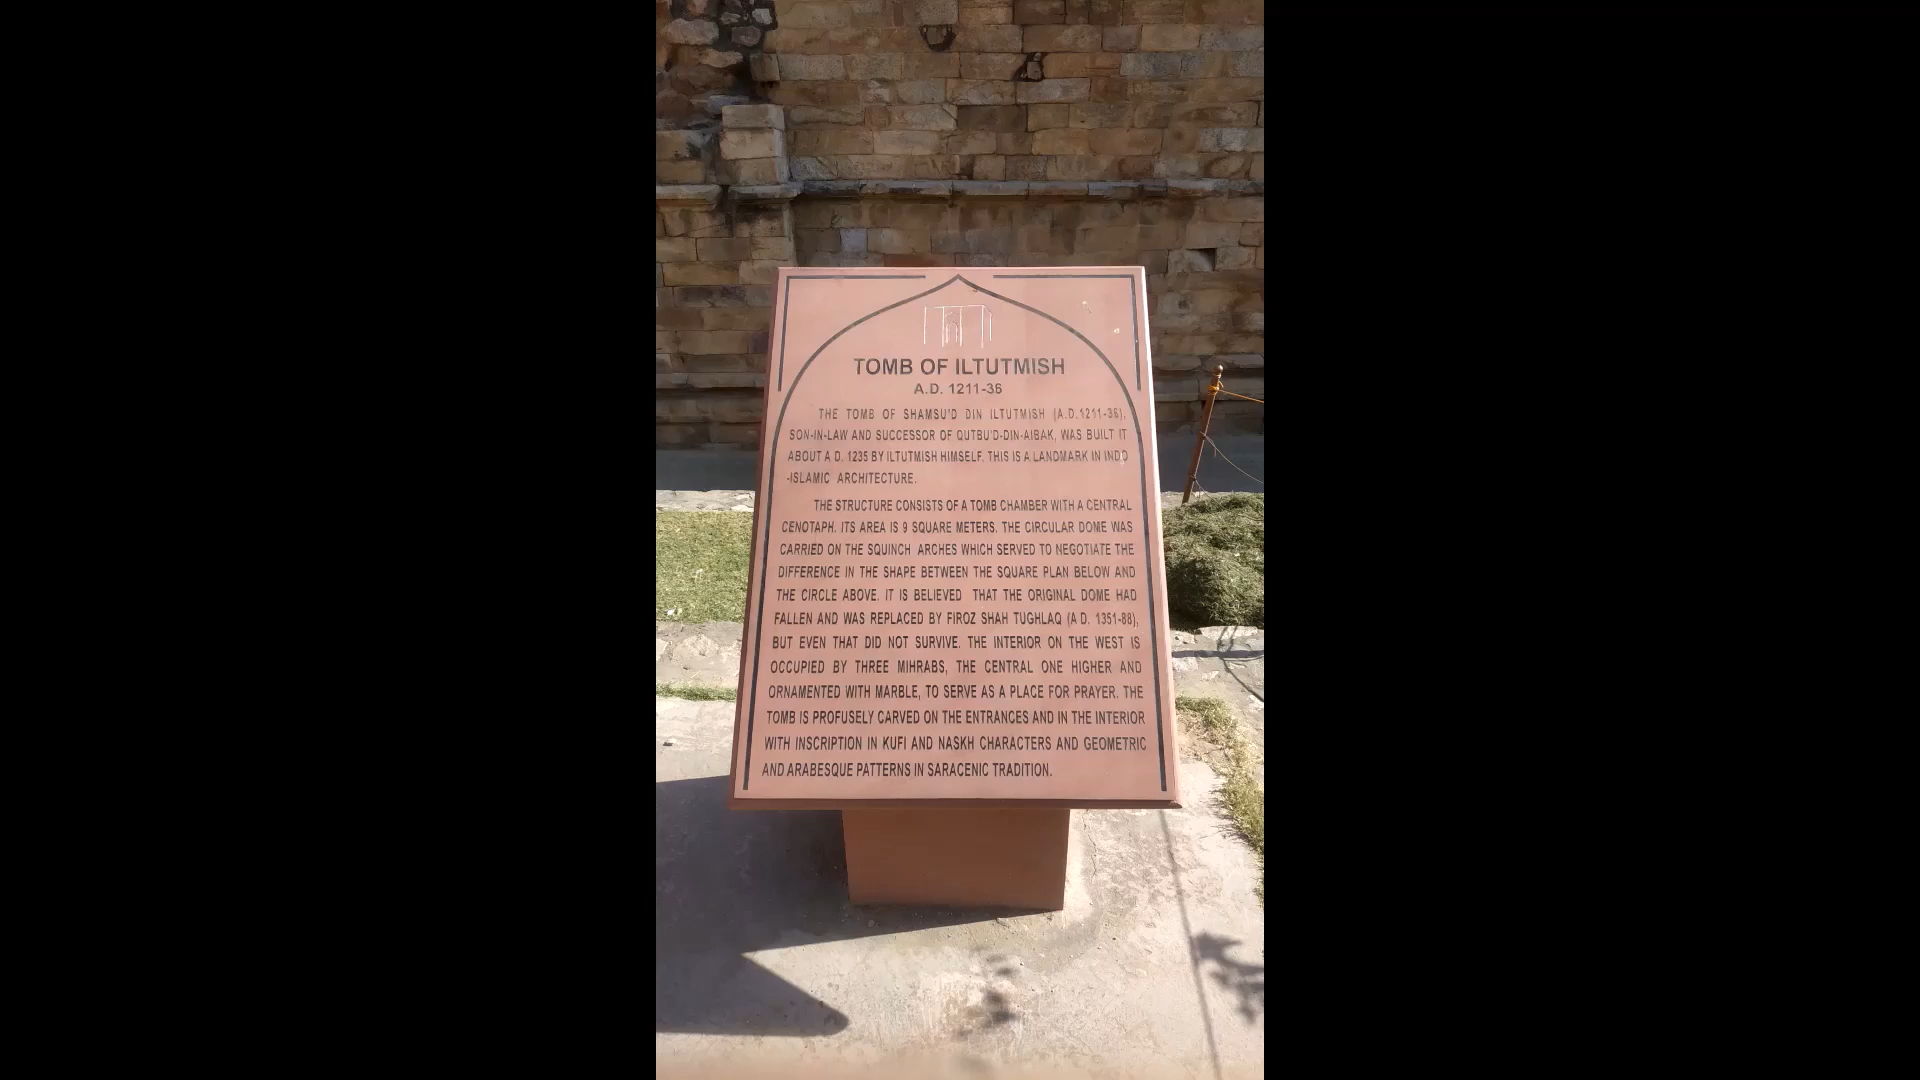 TOMB OF ILTUTMISH
A.D. 1211-36
THE TOMB OF SHAMSU'D DIN ILTUTMISH (A.D.1211-36),
SON-IN-LAW AND SUCCESSOR OF QUTBU'D-DIN-AIBAK, WAS BUILT IT
ABOUT A D. 1235 BY ILTUTMISH HIMSELF. THIS IS A LANDMARK IN INDO
-ISLAMIC ARCHITECTURE.
THE STRUCTURE CONSISTS OF A TOMB CHAMBER WITH A CENTRAL
CENOTAPH. ITS AREA IS 9 SQUARE METERS. THE CIRCULAR DOME WAS
CARRIED ON THE SQUINCH ARCHES WHICH SERVED TO NEGOTIATE THE
DIFFERENCE IN THE SHAPE BETWEEN THE SQUARE PLAN BELOW AND
THE CIRCLE ABOVE. IT IS BELIEVED THAT THE ORIGINAL DOME HAD
FALLEN AND WAS REPLACED BY FIROZ SHAH TUGHLAQ (A D. 1351-88),
BUT EVEN THAT DID NOT SURVIVE. THE INTERIOR ON THE WEST IS
OCCUPIED BY THREE MIHRABS, THE CENTRAL ONE HIGHER AND
ORNAMENTED WITH MARBLE, TO SERVE AS A PLACE FOR PRAYER. THE
TOMB IS PROFUSELY CARVED ON THE ENTRANCES AND IN THE INTERIOR
WITH INSCRIPTION IN KUFI AND NASKH CHARACTERS AND GEOMETRIC
AND ARABESQUE PATTERNS IN SARACENIC TRADITION.